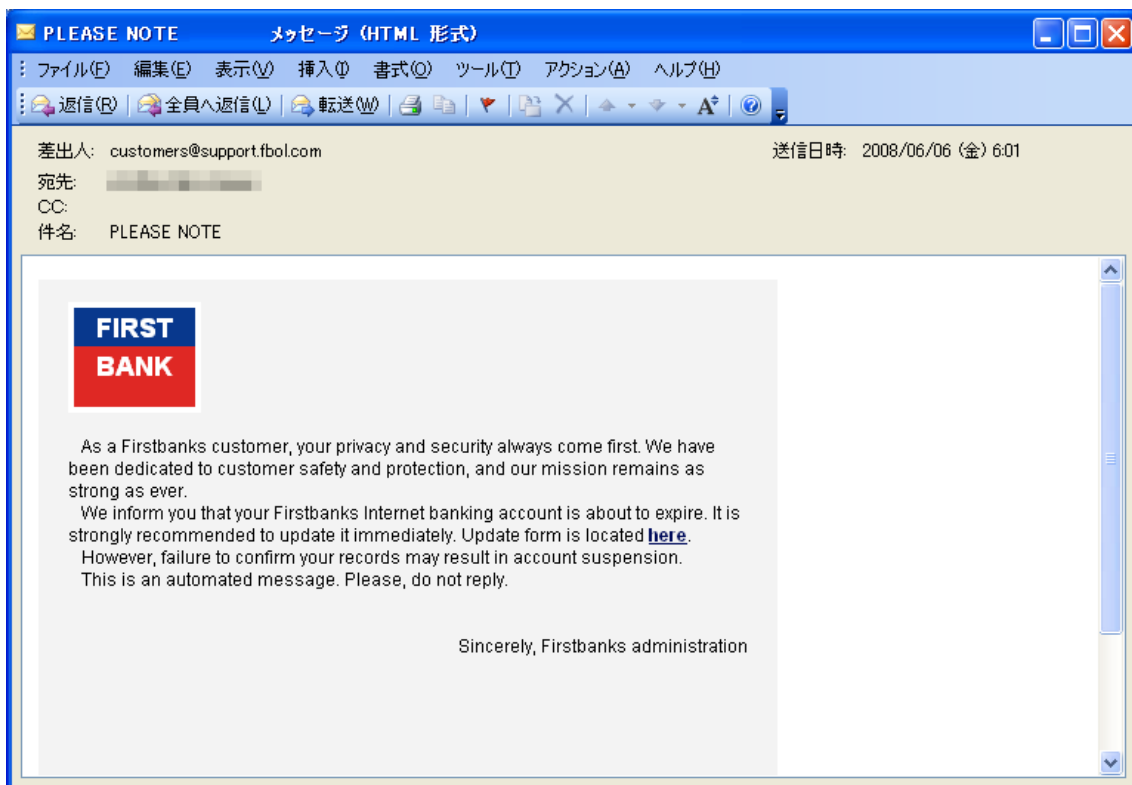 PLEASE NOTE メッセージ (HTML 形式)
ファイル(F) 編集(E) 表示(V) 挿入(I) 書式(O) ツール(T) アクション(A) ヘルプ(H)
返信(R) 全員へ返信(L) 転送(W)
差出人: customers@support.fbol.com 送信日時: 2008/06/06 (金) 6:01
宛先:
CC:
件名: PLEASE NOTE
FIRST
BANK
As a Firstbanks customer, your privacy and security always come first. We have
been dedicated to customer safety and protection, and our mission remains as
strong as ever.
We inform you that your Firstbanks Internet banking account is about to expire. It is
strongly recommended to update it immediately. Update form is located here.
However, failure to confirm your records may result in account suspension.
This is an automated message. Please, do not reply.
Sincerely, Firstbanks administration